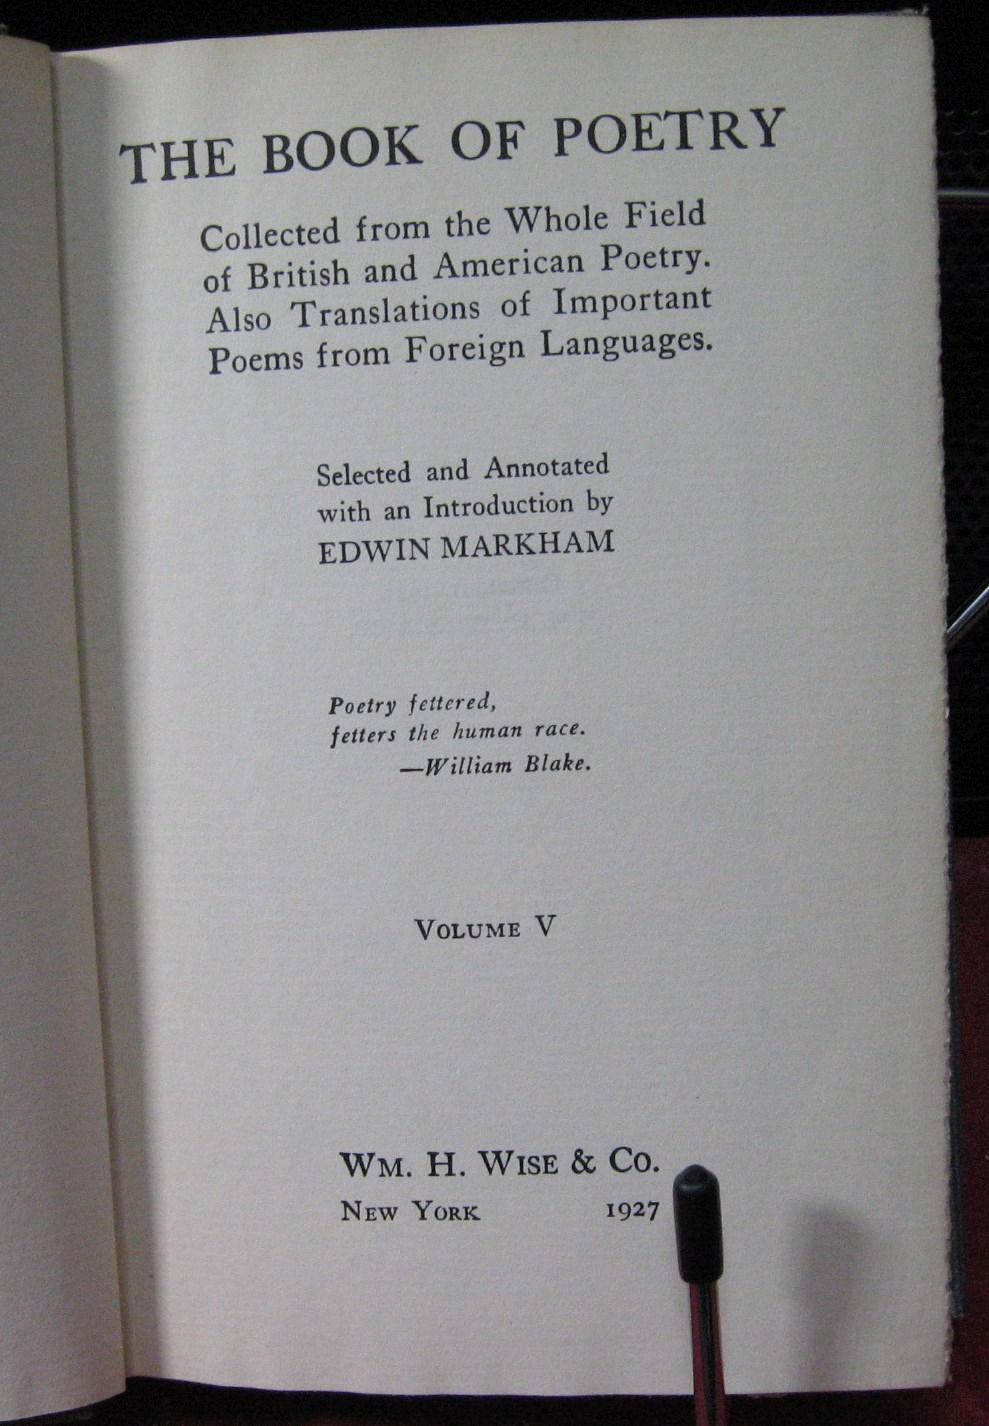 THE BOOK OF POETRY
Collected from the Whole Field
of British and American Poetry.
Also Translations of Important
Poems from Foreign Languages.
Selected and Annotated
with an Introduction by
EDWIN MARKHAM
Poetry fettered,
fetters the human race.
—William Blake.
VOLUME V
WM. H. WISE & CO.
NEW YORK 1927